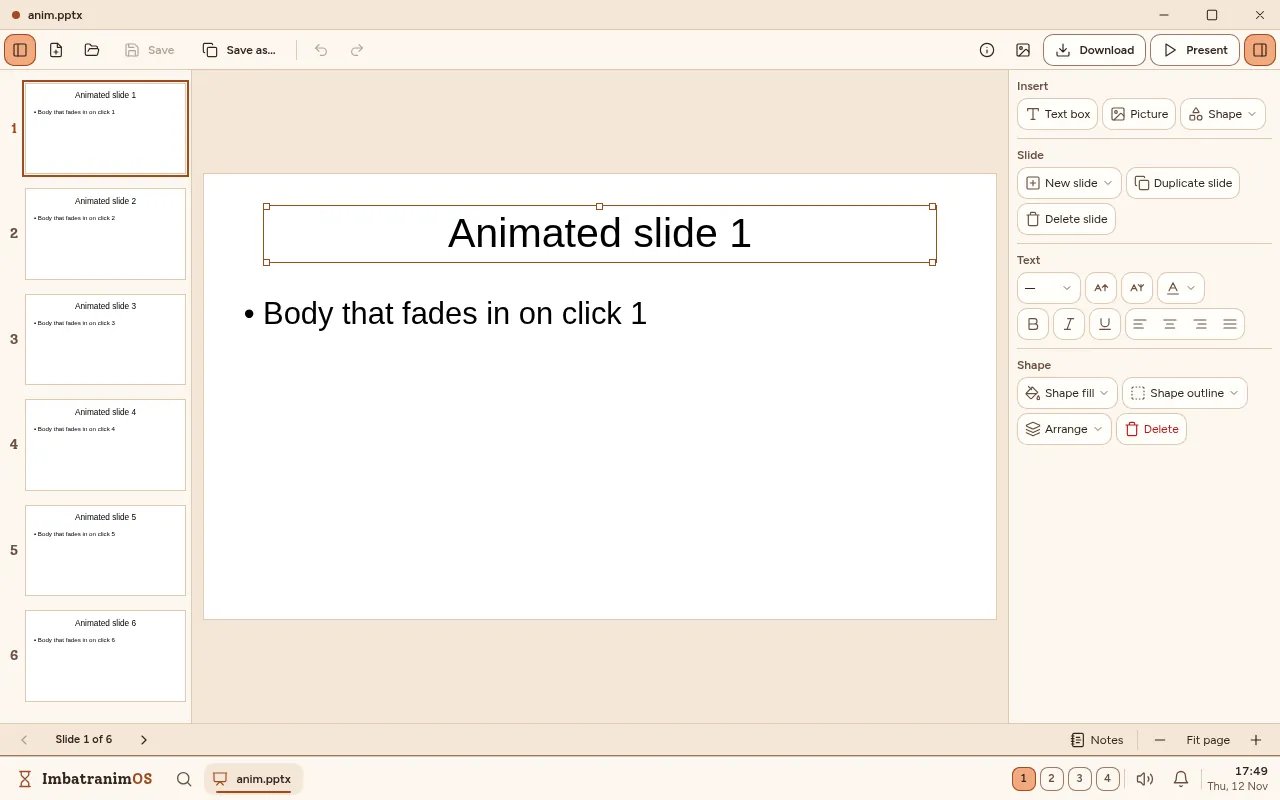 anim.pptx
Save
Save as...
Download
Present
1
Animated slide 1
• Body that fades in on click 1
2
Animated slide 2
• Body that fades in on click 2
3
Animated slide 3
• Body that fades in on click 3
4
Animated slide 4
• Body that fades in on click 4
5
Animated slide 5
• Body that fades in on click 5
6
Animated slide 6
• Body that fades in on click 6
Animated slide 1
• Body that fades in on click 1
Insert
Text box
Picture
Shape
Slide
New slide
Duplicate slide
Delete slide
Text
—
B I U
Shape
Shape fill
Shape outline
Arrange
Delete
Slide 1 of 6
Notes
Fit page
ImbatranimOS
anim.pptx
1 2 3 4
17:49
Thu, 12 Nov